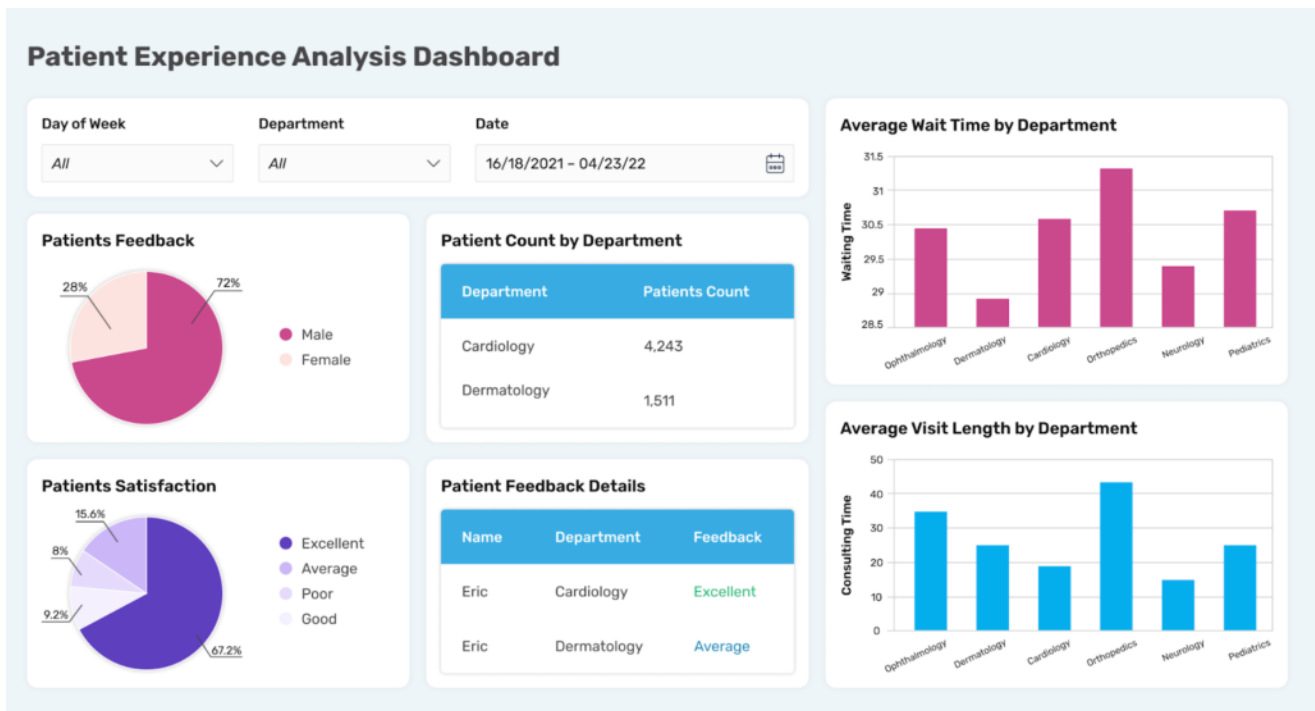 Patient Experience Analysis Dashboard
Day of Week
Department
Date
All
All
16/18/2021 – 04/23/22
Patients Feedback
28%
72%
Male
Female
Patient Count by Department
Department Patients Count
Cardiology 4,243
Dermatology 1,511
Patients Satisfaction
15.6%
8%
9.2%
67.2%
Excellent
Average
Poor
Good
Patient Feedback Details
Name Department Feedback
Eric Cardiology Excellent
Eric Dermatology Average
Average Wait Time by Department
Waiting Time
31.5
31
30.5
29.5
29
28.5
Ophthalmology Dermatology Cardiology Orthopedics Neurology Pediatrics
Average Visit Length by Department
Consulting Time
50
40
30
20
10
0
Ophthalmology Dermatology Cardiology Orthopedics Neurology Pediatrics